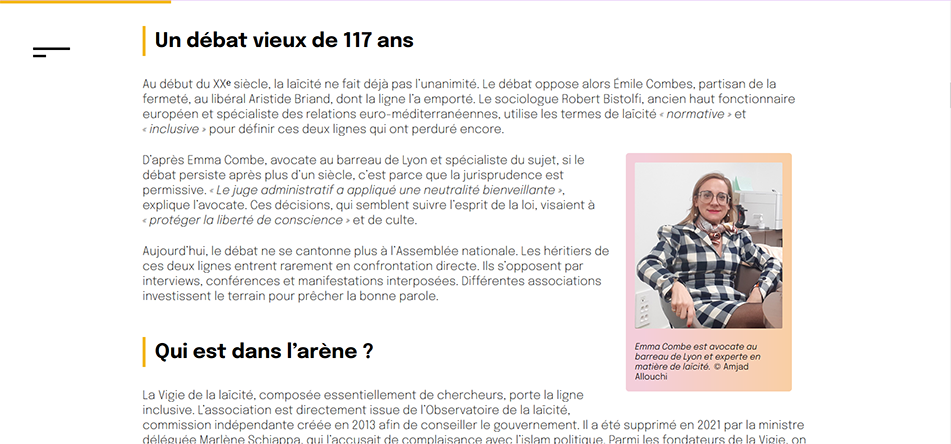 Un débat vieux de 117 ans
Au début du XXᵉ siècle, la laïcité ne fait déjà pas l’unanimité. Le débat oppose alors Émile Combes, partisan de la
fermeté, au libéral Aristide Briand, dont la ligne l’a emporté. Le sociologue Robert Bistolfi, ancien haut fonctionnaire
européen et spécialiste des relations euro-méditerranéennes, utilise les termes de laïcité « normative » et
« inclusive » pour définir ces deux lignes qui ont perduré encore.
D’après Emma Combe, avocate au barreau de Lyon et spécialiste du sujet, si le
débat persiste après plus d’un siècle, c’est parce que la jurisprudence est
permissive. « Le juge administratif a appliqué une neutralité bienveillante »,
explique l’avocate. Ces décisions, qui semblent suivre l’esprit de la loi, visaient à
« protéger la liberté de conscience » et de culte.
Aujourd’hui, le débat ne se cantonne plus à l’Assemblée nationale. Les héritiers de
ces deux lignes entrent rarement en confrontation directe. Ils s’opposent par
interviews, conférences et manifestations interposées. Différentes associations
investissent le terrain pour prêcher la bonne parole.
Emma Combe est avocate au
barreau de Lyon et experte en
matière de laïcité. © Amjad
Allouchi
Qui est dans l’arène ?
La Vigie de la laïcité, composée essentiellement de chercheurs, porte la ligne
inclusive. L’association est directement issue de l’Observatoire de la laïcité,
commission indépendante créée en 2013 afin de conseiller le gouvernement. Il a été supprimé en 2021 par la ministre
déléguée Marlène Schiappa, qui l’accusait de complaisance avec l’islam politique. Parmi les fondateurs de la Vigie, on